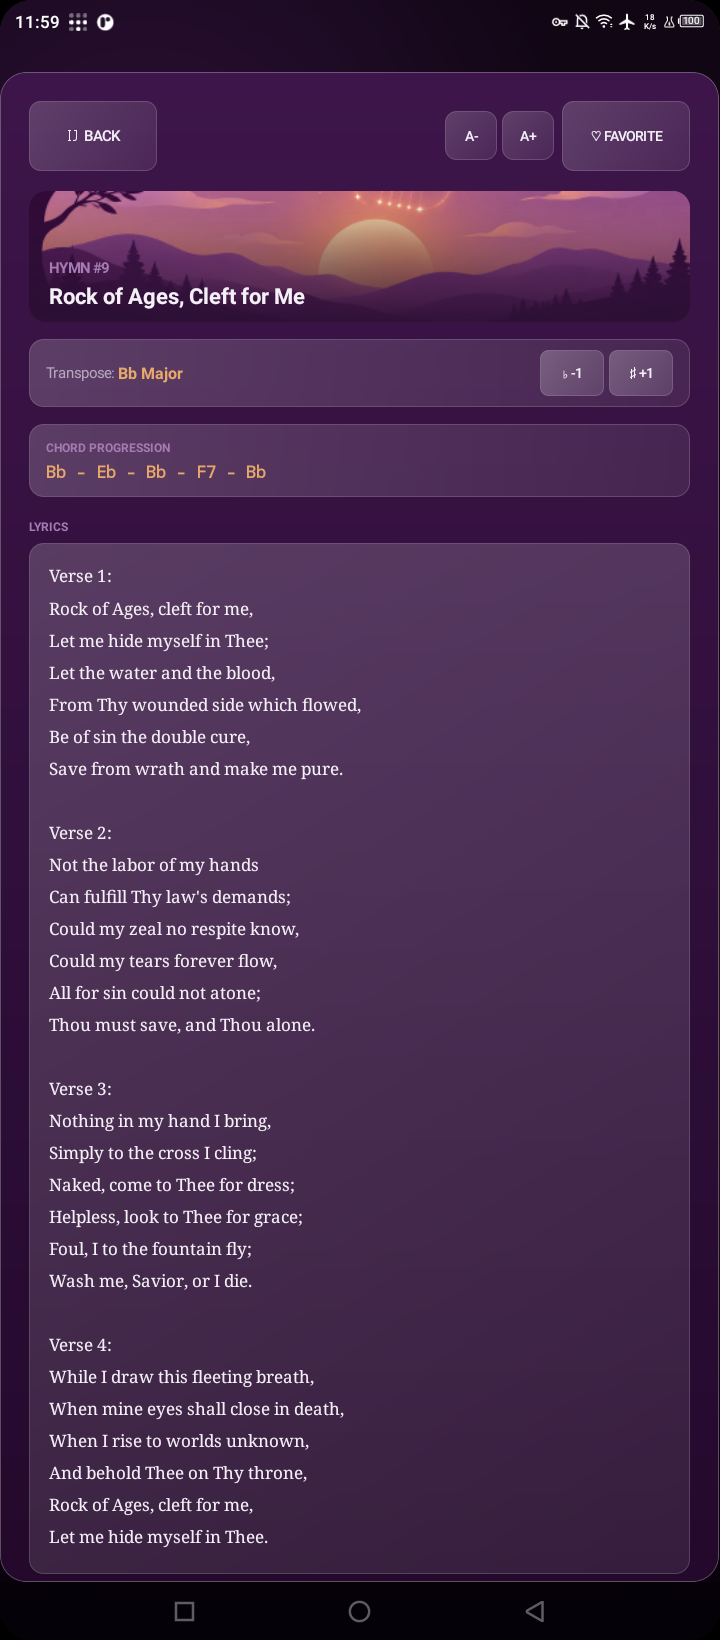 11:59
18
K/s
100
BACK
A-
A+
♡ FAVORITE
HYMN #9
Rock of Ages, Cleft for Me
Transpose: Bb Major
♭ -1
♯ +1
CHORD PROGRESSION
Bb - Eb - Bb - F7 - Bb
LYRICS
Verse 1:
Rock of Ages, cleft for me,
Let me hide myself in Thee;
Let the water and the blood,
From Thy wounded side which flowed,
Be of sin the double cure,
Save from wrath and make me pure.
Verse 2:
Not the labor of my hands
Can fulfill Thy law's demands;
Could my zeal no respite know,
Could my tears forever flow,
All for sin could not atone;
Thou must save, and Thou alone.
Verse 3:
Nothing in my hand I bring,
Simply to the cross I cling;
Naked, come to Thee for dress;
Helpless, look to Thee for grace;
Foul, I to the fountain fly;
Wash me, Savior, or I die.
Verse 4:
While I draw this fleeting breath,
When mine eyes shall close in death,
When I rise to worlds unknown,
And behold Thee on Thy throne,
Rock of Ages, cleft for me,
Let me hide myself in Thee.